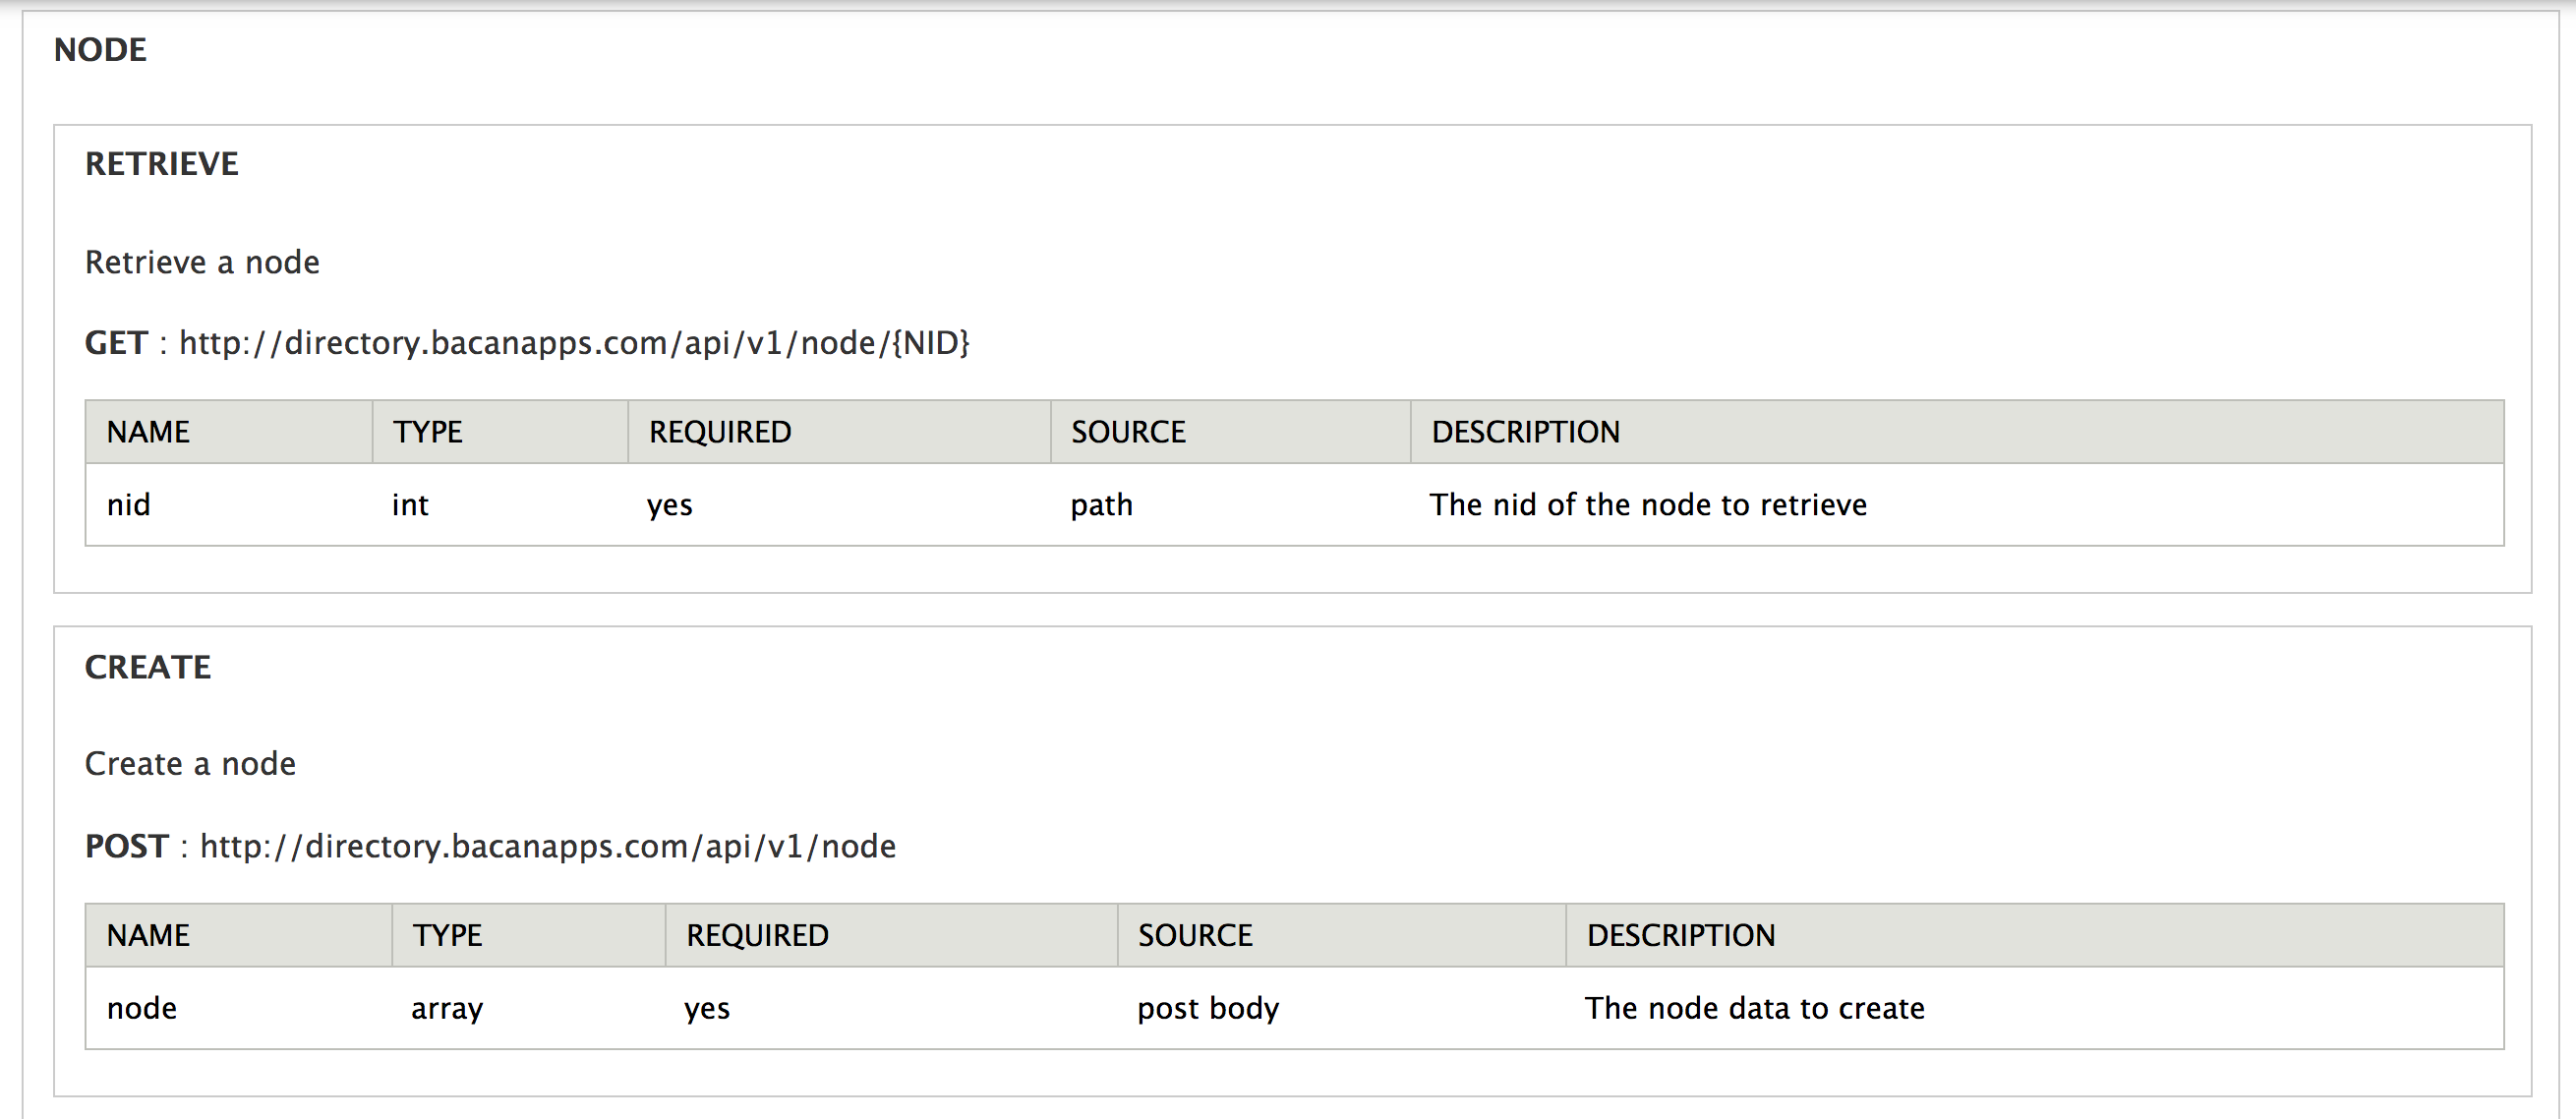 NODE
RETRIEVE
Retrieve a node
GET : http://directory.bacanapps.com/api/v1/node/{NID}
NAME TYPE REQUIRED SOURCE DESCRIPTION
nid int yes path The nid of the node to retrieve
CREATE
Create a node
POST : http://directory.bacanapps.com/api/v1/node
NAME TYPE REQUIRED SOURCE DESCRIPTION
node array yes post body The node data to create